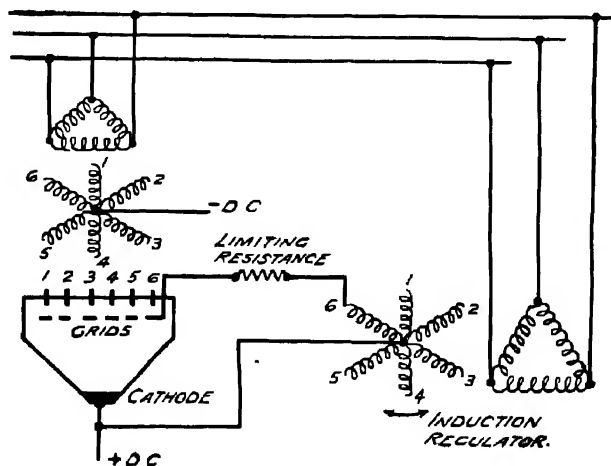 1
2
3
4
5
6
-DC
1 2 3 4 5 6
GRIDS
CATHODE
+DC
LIMITING
RESISTANCE
1
2
3
4
5
6
INDUCTION
REGULATOR.